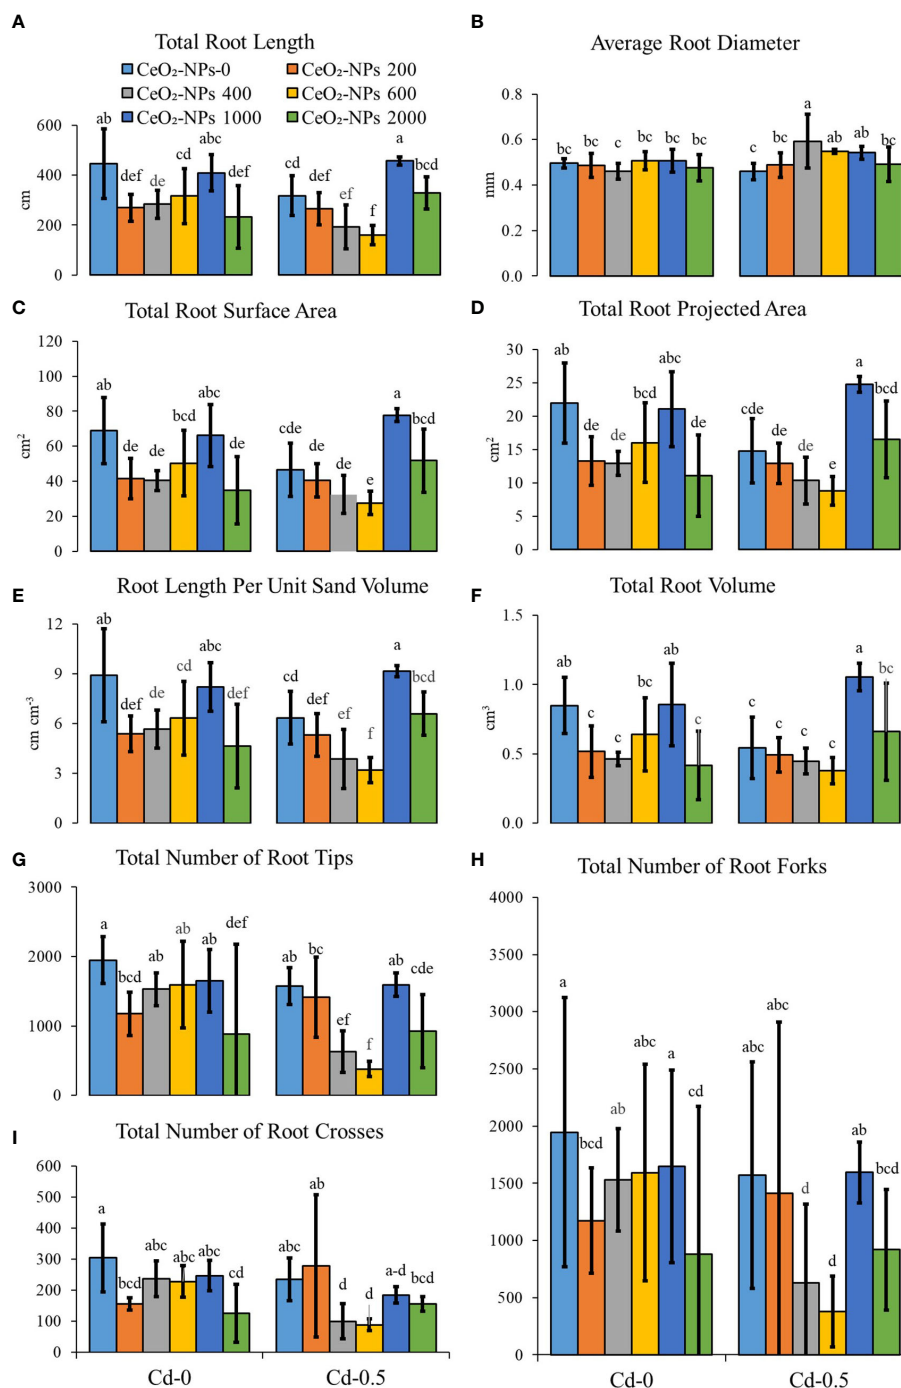 A
Total Root Length
CeO₂-NPs-0
CeO₂-NPs 200
CeO₂-NPs 400
CeO₂-NPs 600
CeO₂-NPs 1000
CeO₂-NPs 2000
600
400
200
0
cm
ab
def
de
cd
abc
def
cd
def
ef
f
a
bcd
B
Average Root Diameter
0.8
0.6
0.4
0.2
0.0
mm
bc
bc
c
bc
bc
bc
c
bc
a
ab
ab
bc
C
Total Root Surface Area
120
100
80
60
40
20
0
cm²
ab
de
de
bcd
abc
de
cde
de
de
e
a
bcd
D
Total Root Projected Area
30
25
20
15
10
5
0
cm²
ab
de
de
bcd
abc
de
cde
de
de
e
a
bcd
E
Root Length Per Unit Sand Volume
12
9
6
3
0
cm cm⁻³
ab
def
de
cd
abc
def
cd
def
ef
f
a
bcd
F
Total Root Volume
1.5
1.0
0.5
0.0
cm³
ab
c
c
bc
ab
c
c
c
c
c
a
bc
G
Total Number of Root Tips
3000
2000
1000
0
a
bcd
ab
ab
ab
def
ab
bc
ef
f
ab
cde
H
Total Number of Root Forks
4000
3500
3000
2500
2000
1500
1000
500
0
a
bcd
ab
abc
a
cd
abc
abc
d
d
ab
bcd
Cd-0
Cd-0.5
I
Total Number of Root Crosses
600
500
400
300
200
100
0
a
bcd
abc
abc
abc
cd
abc
ab
d
d
a-d
bcd
Cd-0
Cd-0.5